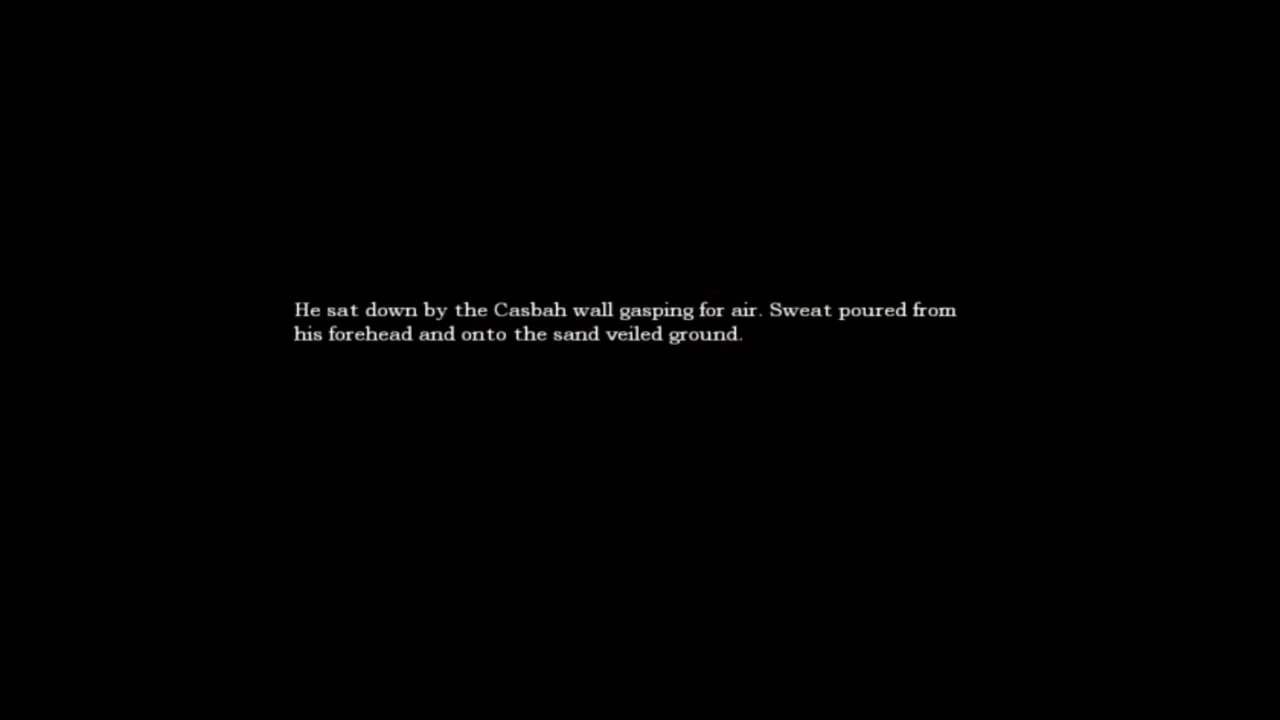 He sat down by the Casbah wall gasping for air. Sweat poured from
his forehead and onto the sand veiled ground.